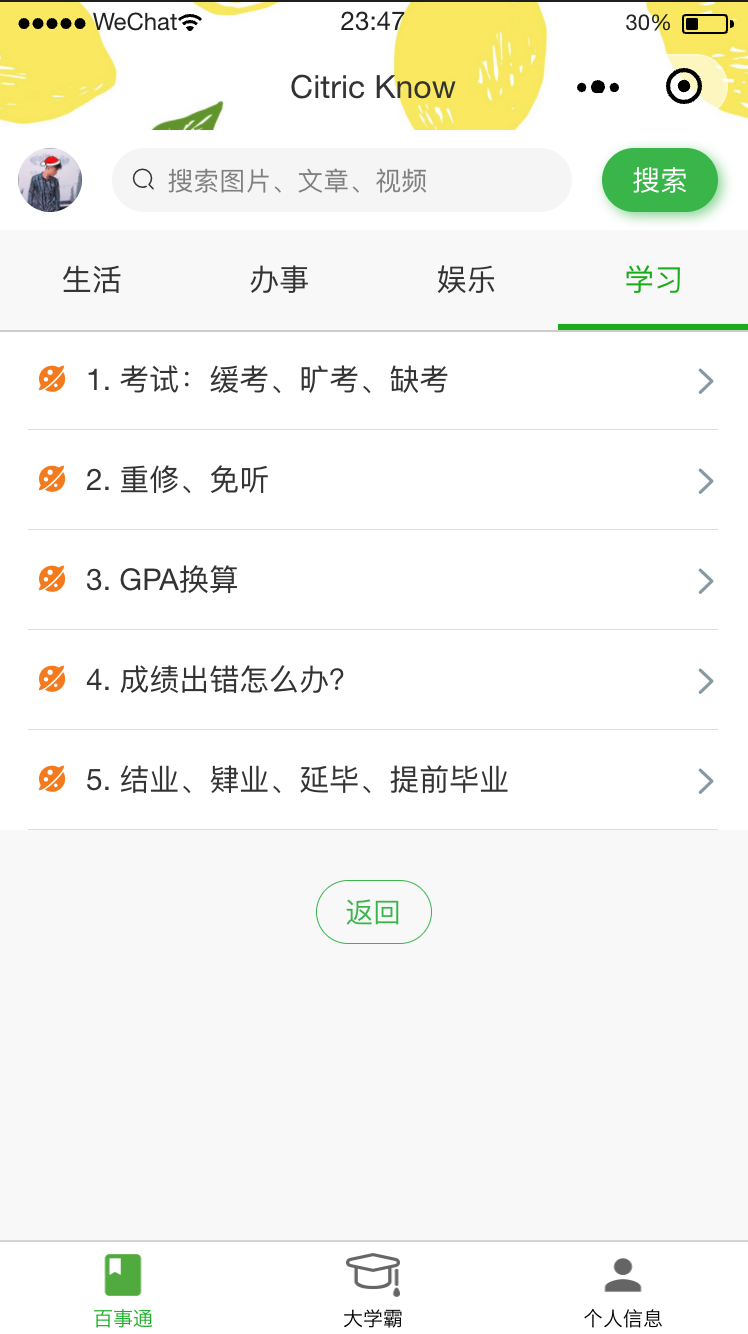 WeChat 23:47 30%
Citric Know
搜索图片、文章、视频 搜索
生活 办事 娱乐 学习
1. 考试：缓考、旷考、缺考
2. 重修、免听
3. GPA换算
4. 成绩出错怎么办?
5. 结业、肄业、延毕、提前毕业
返回
百事通 大学霸 个人信息